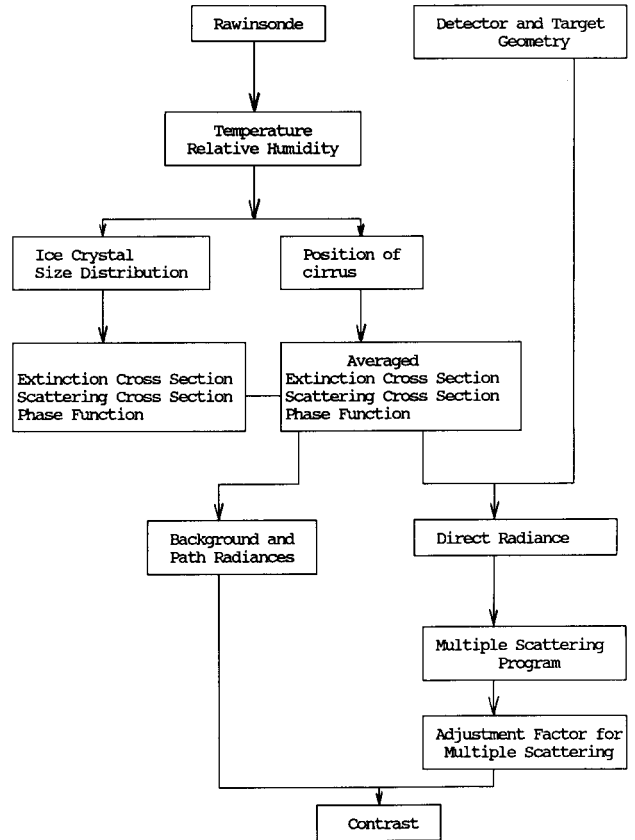 Rawinsonde
Detector and Target
Geometry
Temperature
Relative Humidity
Ice Crystal
Size Distribution
Position of
cirrus
Extinction Cross Section
Scattering Cross Section
Phase Function
Averaged
Extinction Cross Section
Scattering Cross Section
Phase Function
Background and
Path Radiances
Direct Radiance
Multiple Scattering
Program
Adjustment Factor for
Multiple Scattering
Contrast